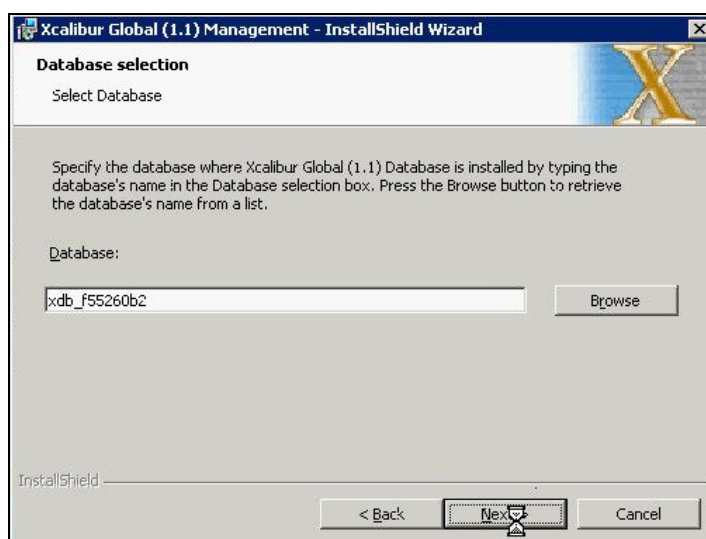 Xcalibur Global (1.1) Management - InstallShield Wizard
Database selection
Select Database
Specify the database where Xcalibur Global (1.1) Database is installed by typing the
database's name in the Database selection box. Press the Browse button to retrieve
the database's name from a list.
Database:
xdb_f55260b2
Browse
InstallShield
< Back
Next
Cancel